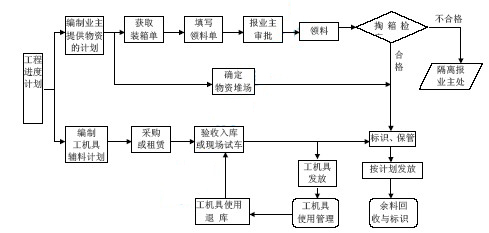 工程
进度
计划
编制业主
提供物资
的计划
获取
装箱单
填写
领料单
报业主
审批
领料
掏箱检
不合格
合
格
隔离报
业主处
确定
物资堆场
编制
工机具
辅料计划
采购
或租赁
验收入库
或现场试车
标识、保管
工机具
发放
按计划发放
工机具使用
退库
工机具
使用管理
余料回
收与标识